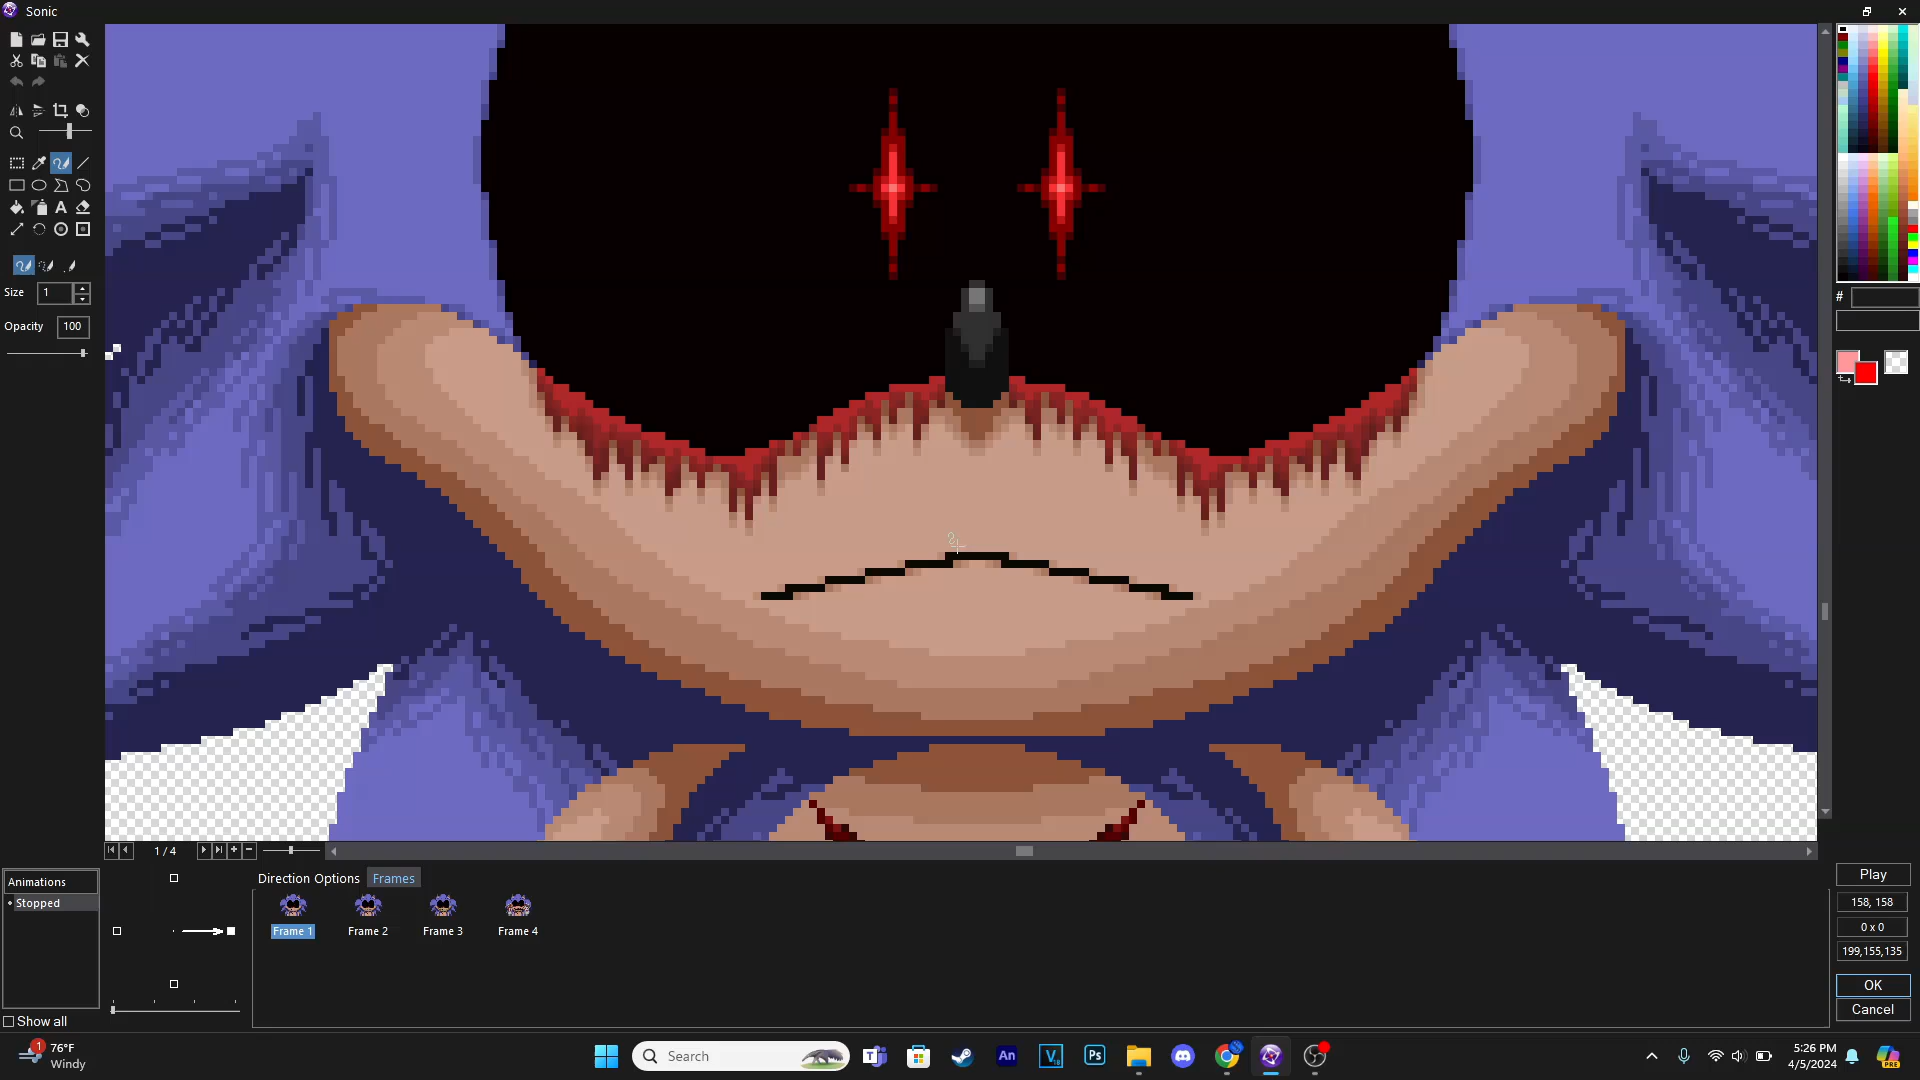 Sonic
Size 1
Opacity 100
#
1 / 4
Animations
Stopped
Show all
Direction Options Frames
Frame 1 Frame 2 Frame 3 Frame 4
Play
158, 158
0 x 0
199,155,135
OK
Cancel
1
76°F
Windy
Search
An
Ps
5:26 PM
4/5/2024
PRE